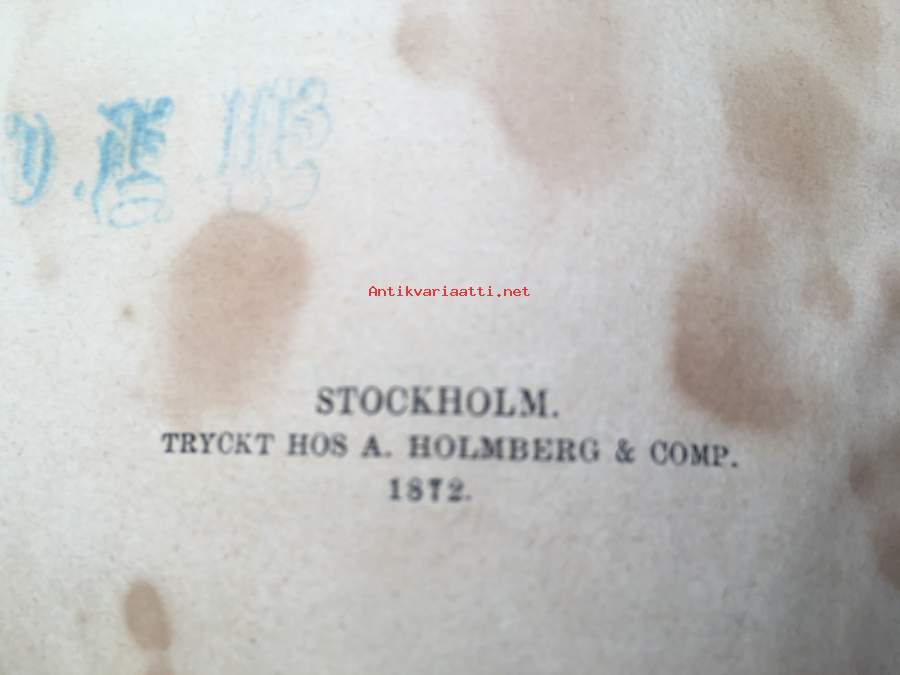 Antikvariaatti.net
STOCKHOLM.
TRYCKT HOS A. HOLMBERG & COMP.
1872.